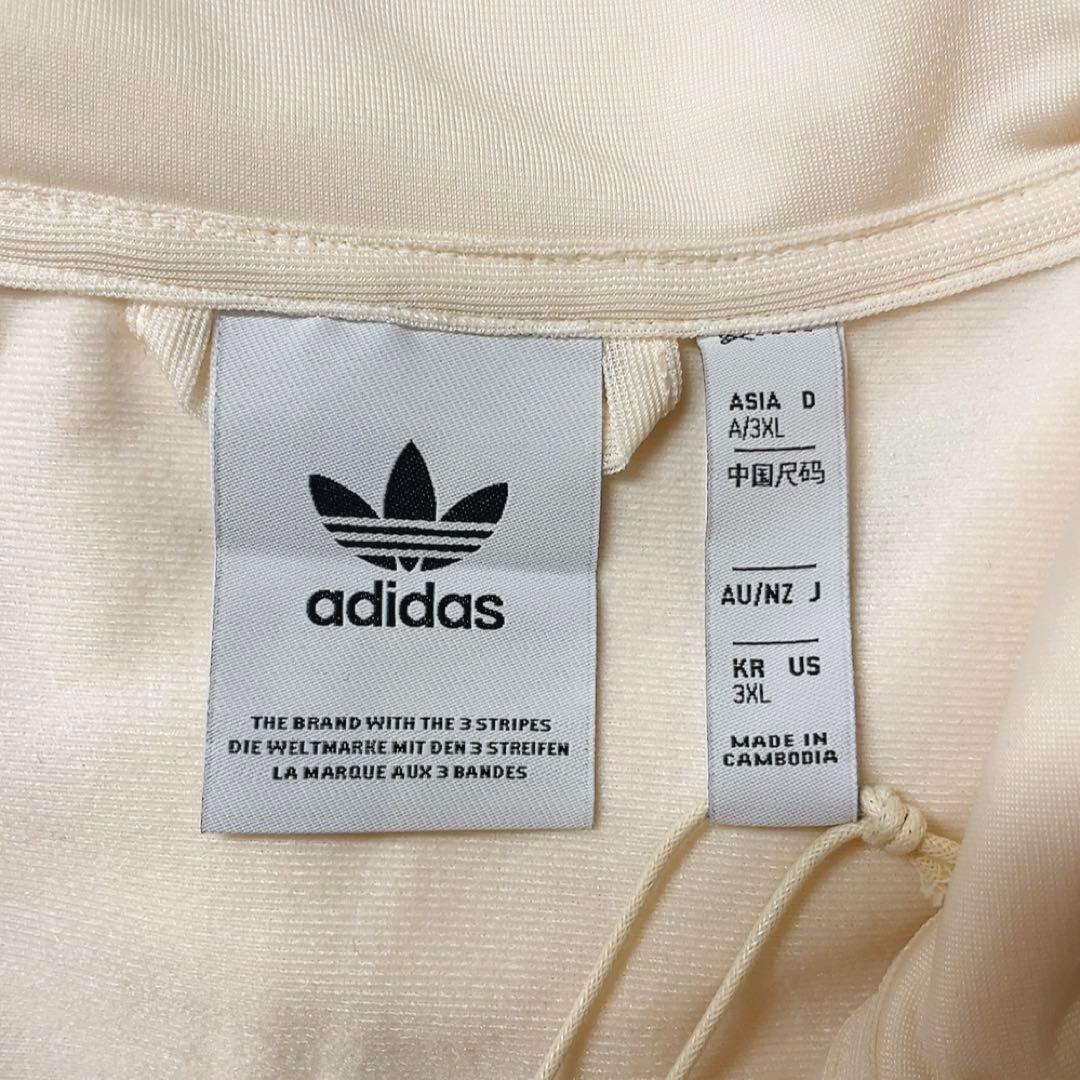 adidas
THE BRAND WITH THE 3 STRIPES
DIE WELTMARKE MIT DEN 3 STREIFEN
LA MARQUE AUX 3 BANDES
ASIA D
A/3XL
中国尺码
AU/NZ J
KR US
3XL
MADE IN
CAMBODIA